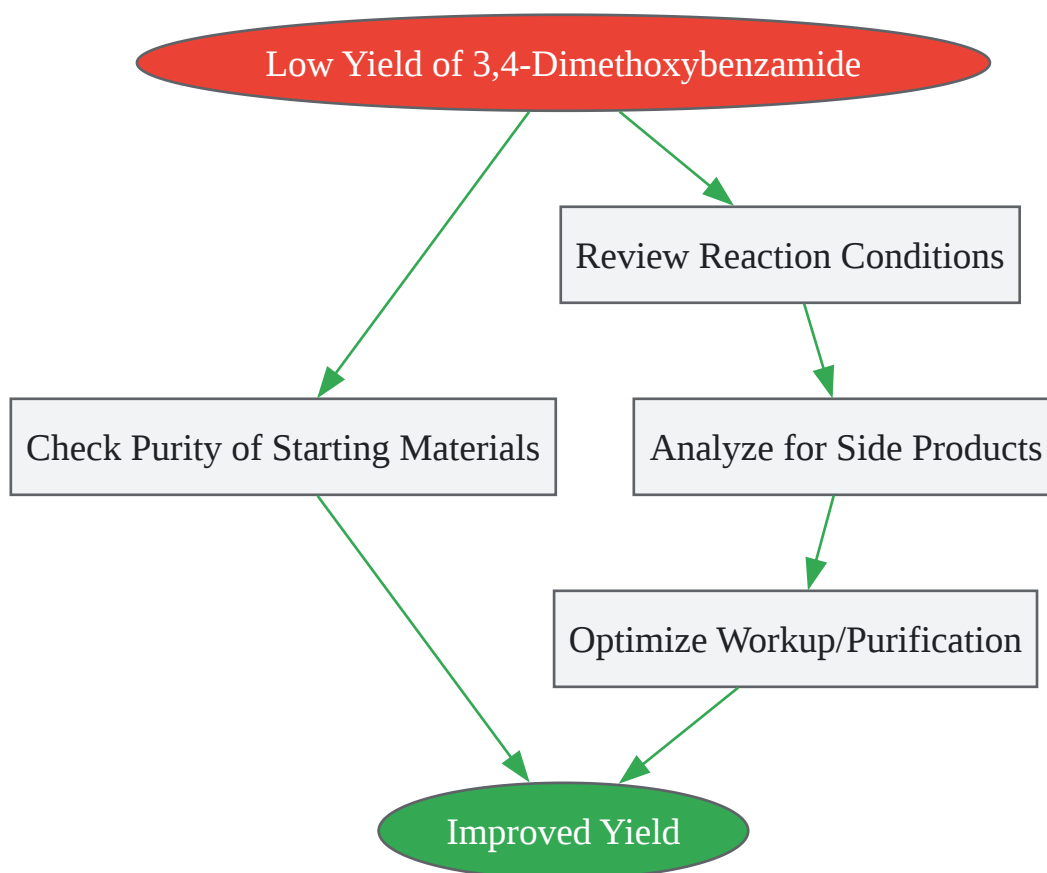 Low Yield of 3,4-Dimethoxybenzamide
Review Reaction Conditions
Check Purity of Starting Materials
Analyze for Side Products
Optimize Workup/Purification
Improved Yield